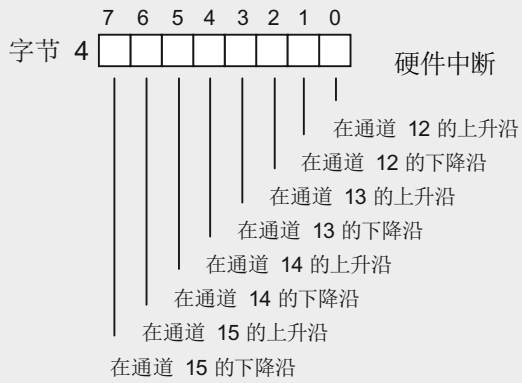 7 6 5 4 3 2 1 0
字节 4
硬件中断
在通道 12 的上升沿
在通道 12 的下降沿
在通道 13 的上升沿
在通道 13 的下降沿
在通道 14 的上升沿
在通道 14 的下降沿
在通道 15 的上升沿
在通道 15 的下降沿